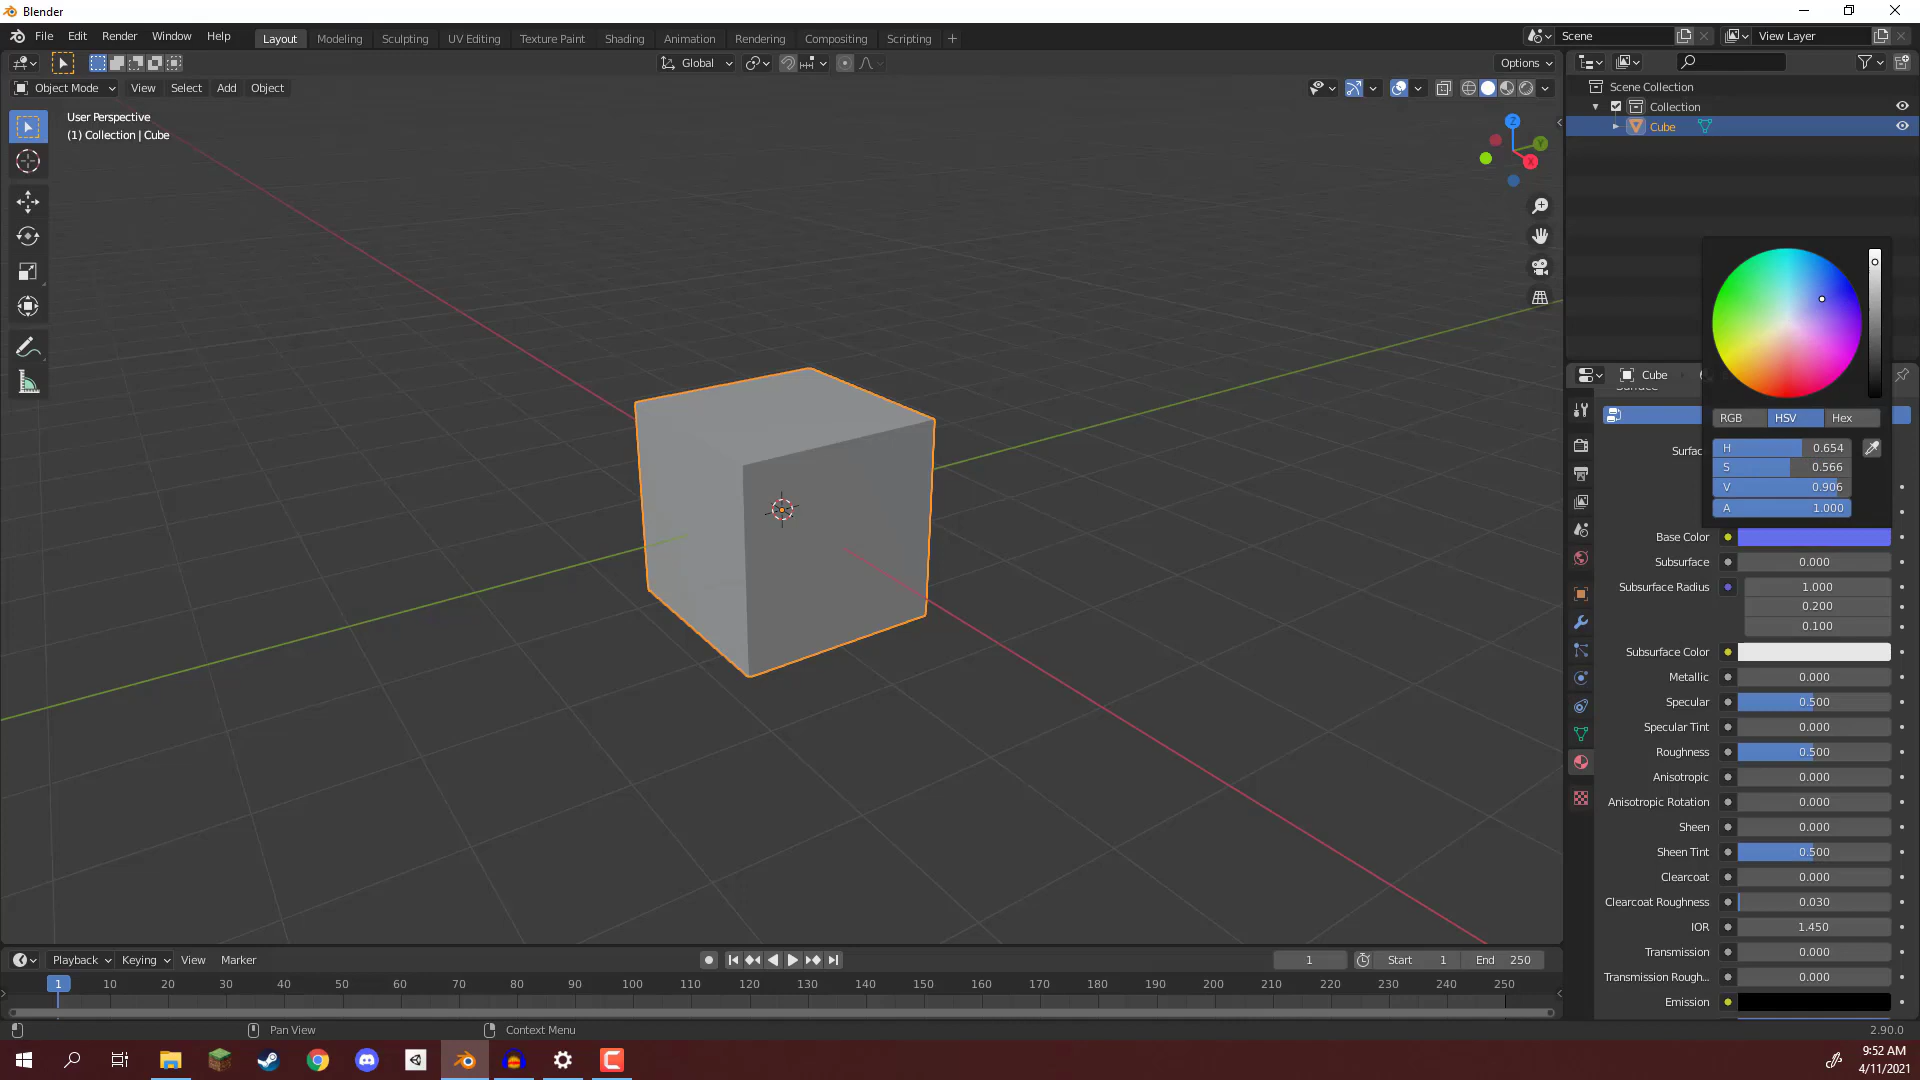 Blender
File Edit Render Window Help
Layout Modeling Sculpting UV Editing Texture Paint Shading Animation Rendering Compositing Scripting +
Scene
View Layer
Global
Options
Object Mode View Select Add Object
User Perspective
(1) Collection | Cube
Z
Y
X
Scene Collection
Collection
Cube
Cube
RGB HSV Hex
H 0.654
S 0.566
V 0.906
A 1.000
Base Color
Subsurface 0.000
Subsurface Radius 1.000
0.200
0.100
Subsurface Color
Metallic 0.000
Specular 0.500
Specular Tint 0.000
Roughness 0.500
Anisotropic 0.000
Anisotropic Rotation 0.000
Sheen 0.000
Sheen Tint 0.500
Clearcoat 0.000
Clearcoat Roughness 0.030
IOR 1.450
Transmission 0.000
Transmission Rough... 0.000
Emission
Playback Keying View Marker
1
Start 1
End 250
1 10 20 30 40 50 60 70 80 90 100 110 120 130 140 150 160 170 180 190 200 210 220 230 240 250
Pan View
Context Menu
2.90.0
9:52 AM
4/11/2021